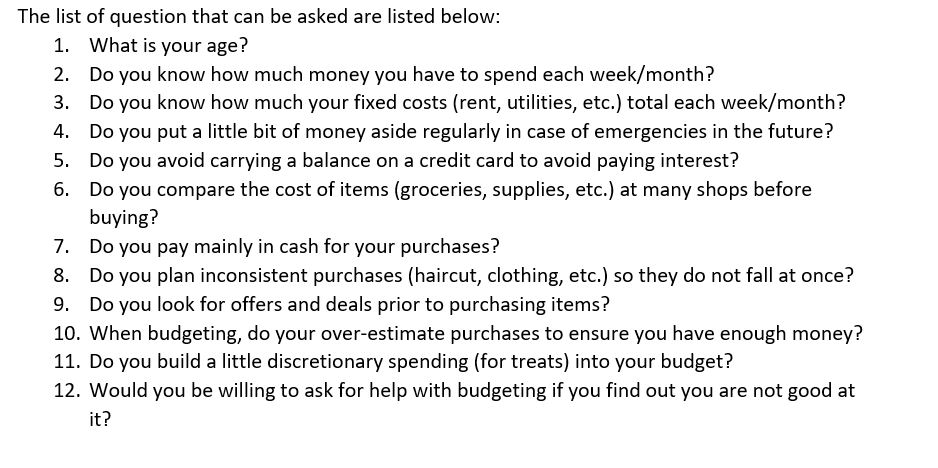 The list of question that can be asked are listed below:
1. What is your age?
2. Do you know how much money you have to spend each week/month?
3. Do you know how much your fixed costs (rent, utilities, etc.) total each week/month?
4. Do you put a little bit of money aside regularly in case of emergencies in the future?
5. Do you avoid carrying a balance on a credit card to avoid paying interest?
6. Do you compare the cost of items (groceries, supplies, etc.) at many shops before
buying?
7. Do you pay mainly in cash for your purchases?
8. Do you plan inconsistent purchases (haircut, clothing, etc.) so they do not fall at once?
9. Do you look for offers and deals prior to purchasing items?
10. When budgeting, do your over-estimate purchases to ensure you have enough money?
11. Do you build a little discretionary spending (for treats) into your budget?
12. Would you be willing to ask for help with budgeting if you find out you are not good at
it?